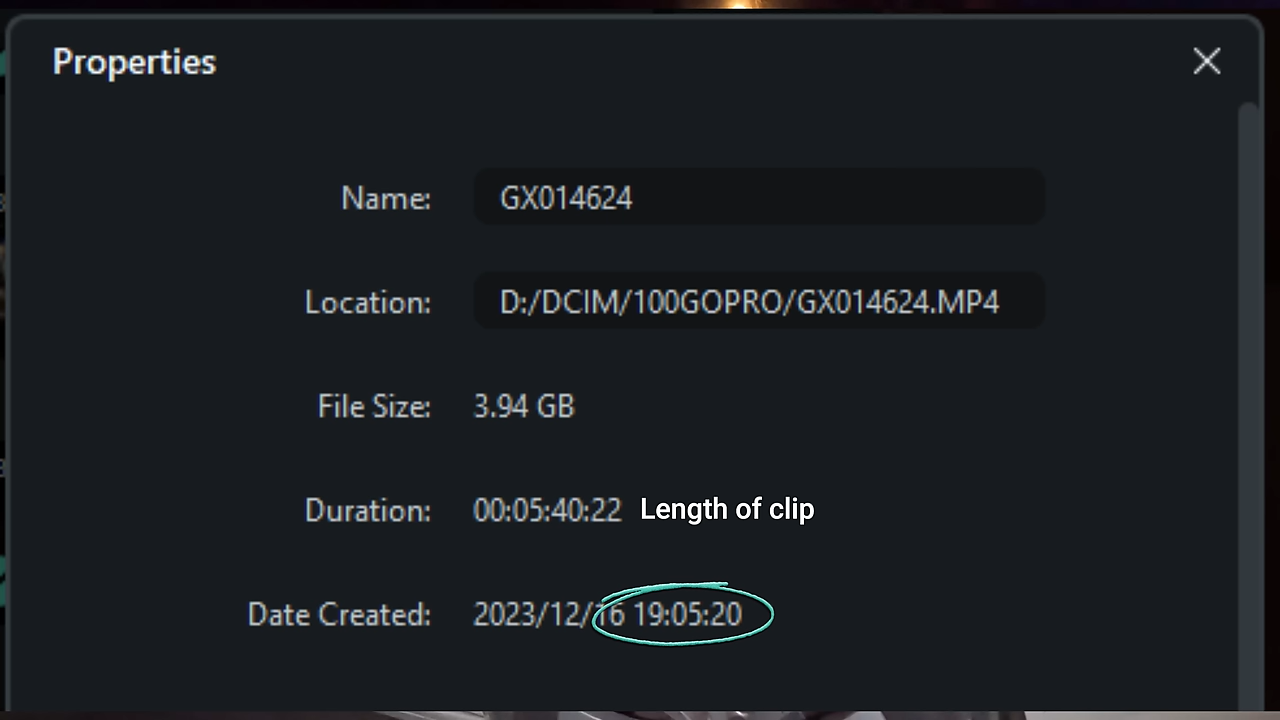 Properties
Name: GX014624
Location: D:/DCIM/100GOPRO/GX014624.MP4
File Size: 3.94 GB
Duration: 00:05:40:22 Length of clip
Date Created: 2023/12/16 19:05:20